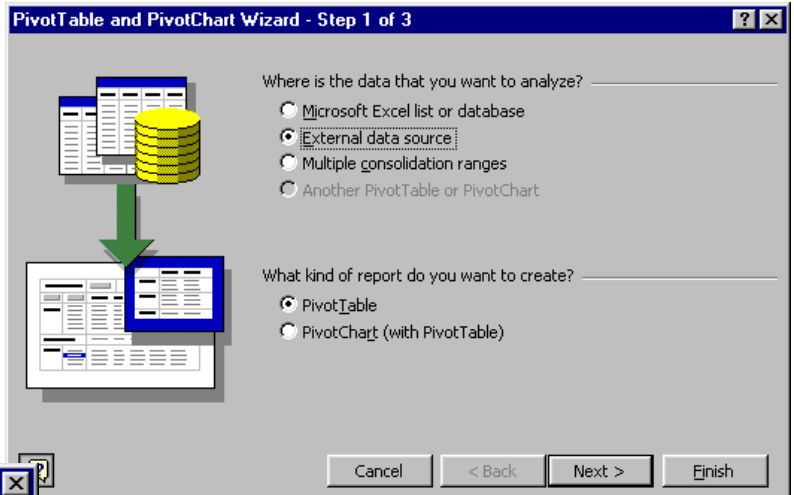 PivotTable and PivotChart Wizard - Step 1 of 3
Where is the data that you want to analyze?
Microsoft Excel list or database
External data source
Multiple consolidation ranges
Another PivotTable or PivotChart
What kind of report do you want to create?
PivotTable
PivotChart (with PivotTable)
Cancel
< Back
Next >
Finish